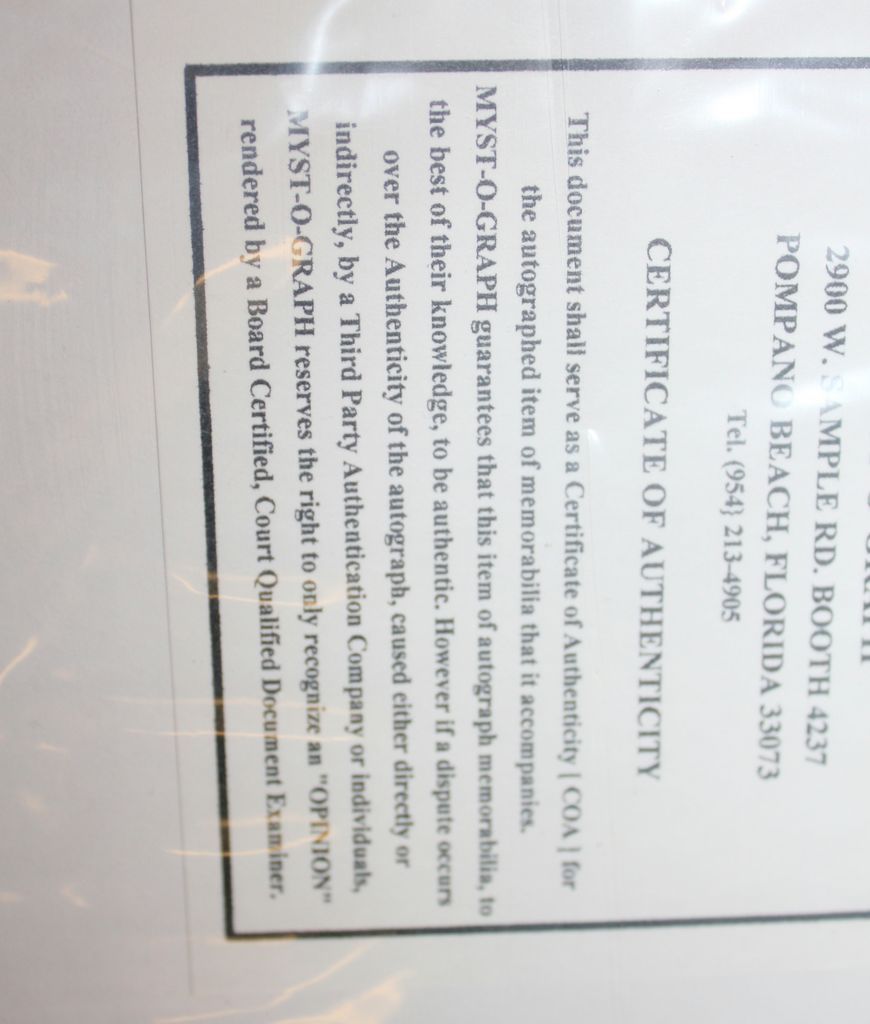 2900 W. SAMPLE RD. BOOTH 4237
POMPANO BEACH, FLORIDA 33073
Tel. (954} 213-4905
CERTIFICATE OF AUTHENTICITY
This document shall serve as a Certificate of Authenticity [ COA ] for
the autographed item of memorabilia that it accompanies.
MYST-O-GRAPH guarantees that this item of autograph memorabilia, to
the best of their knowledge, to be authentic. However if a dispute occurs
over the Authenticity of the autograph, caused either directly or
indirectly, by a Third Party Authentication Company or individuals,
MYST-O-GRAPH reserves the right to only recognize an "OPINION"
rendered by a Board Certified, Court Qualified Document Examiner.